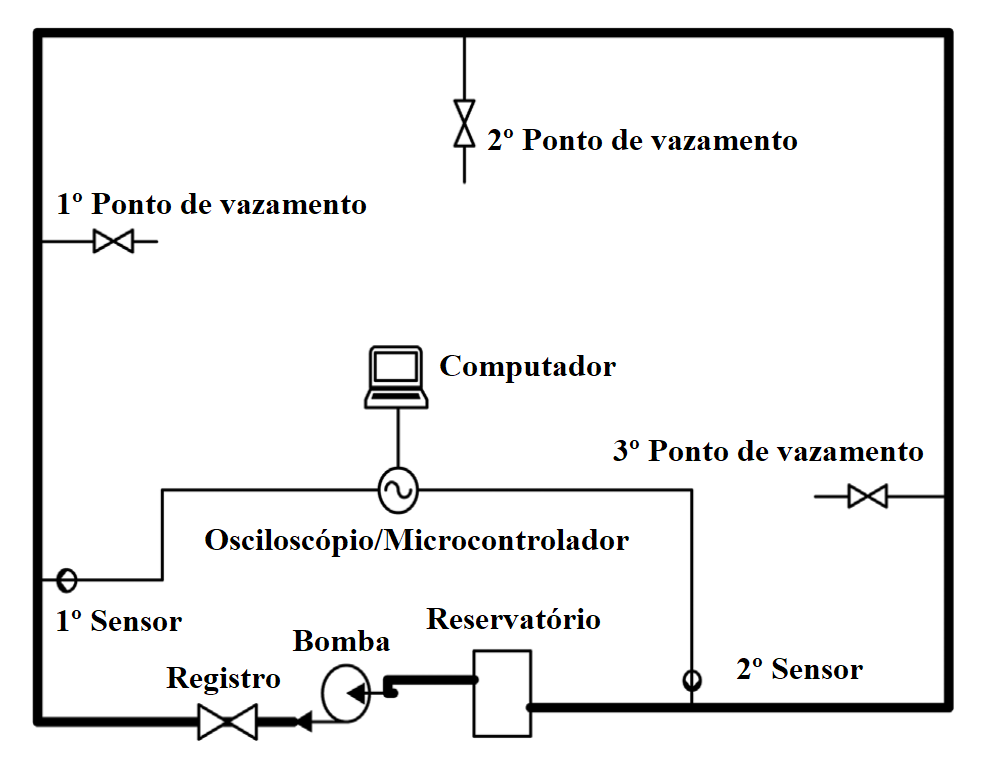 2º Ponto de vazamento
1º Ponto de vazamento
Computador
3º Ponto de vazamento
Osciloscópio/Microcontrolador
1º Sensor
Reservatório
Bomba
Registro
2º Sensor